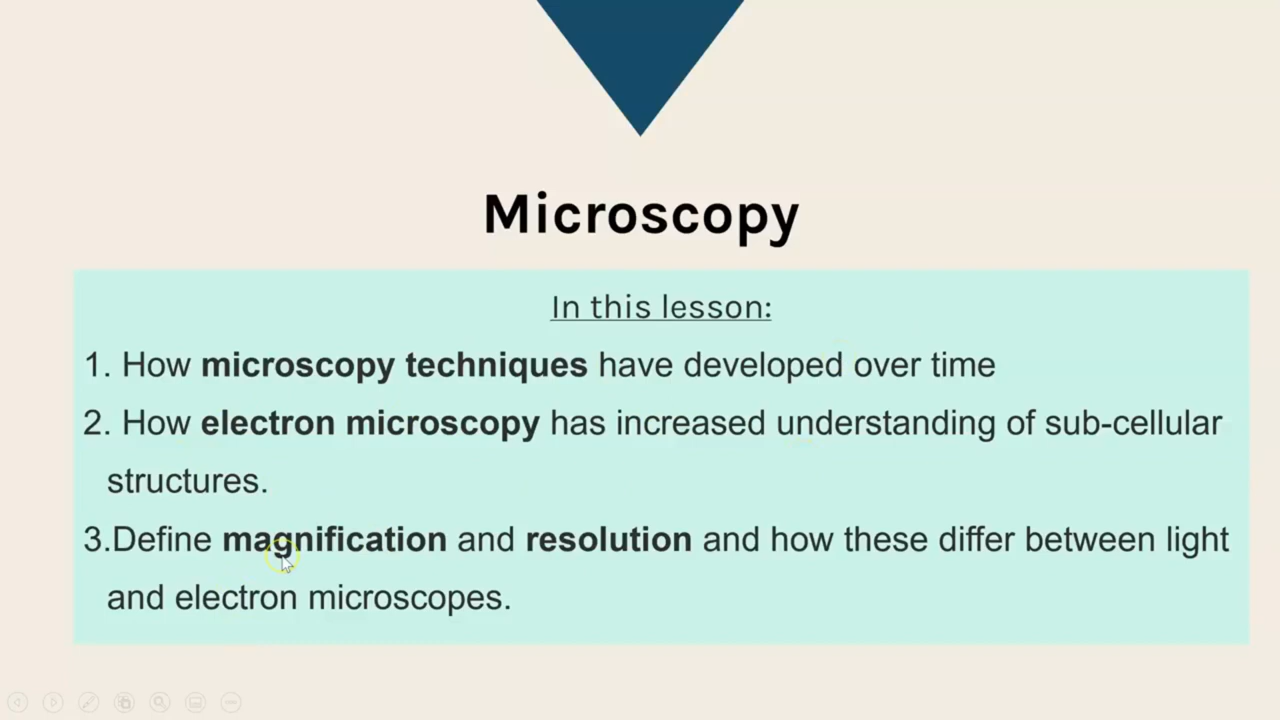 Microscopy
In this lesson:
1. How microscopy techniques have developed over time
2. How electron microscopy has increased understanding of sub-cellular
structures.
3.Define magnification and resolution and how these differ between light
and electron microscopes.